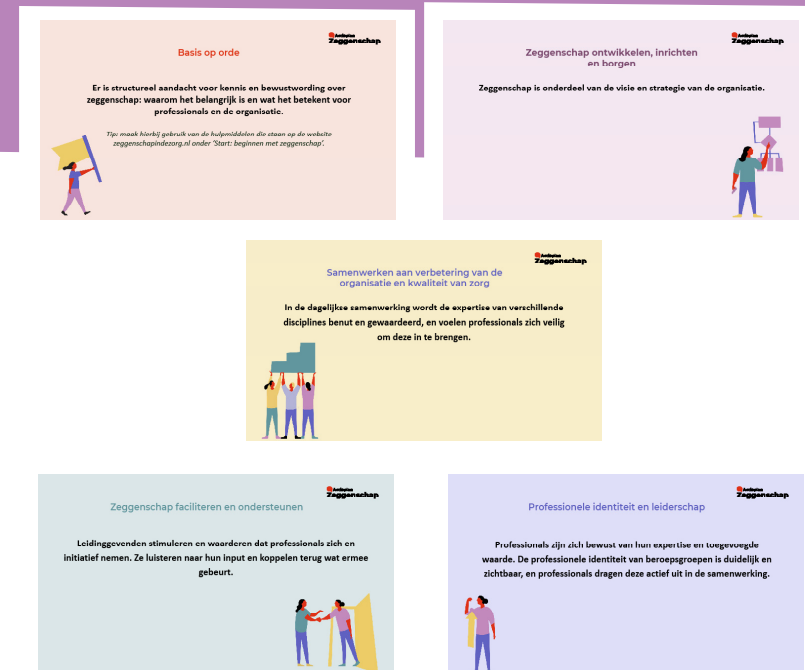 Actieplan
Zeggenschap
Basis op orde
Er is structureel aandacht voor kennis en bewustwording over
zeggenschap: waarom het belangrijk is en wat het betekent voor
professionals en de organisatie.
Tip: maak hierbij gebruik van de hulpmiddelen die staan op de website
zeggenschapindezorg.nl onder ‘Start: beginnen met zeggenschap’.
Actieplan
Zeggenschap
Zeggenschap ontwikkelen, inrichten
en borgen
Zeggenschap is onderdeel van de visie en strategie van de organisatie.
Actieplan
Zeggenschap
Samenwerken aan verbetering van de
organisatie en kwaliteit van zorg
In de dagelijkse samenwerking wordt de expertise van verschillende
disciplines benut en gewaardeerd, en voelen professionals zich veilig
om deze in te brengen.
Actieplan
Zeggenschap
Zeggenschap faciliteren en ondersteunen
Leidinggevenden stimuleren en waarderen dat professionals zich en
initiatief nemen. Ze luisteren naar hun input en koppelen terug wat ermee
gebeurt.
Actieplan
Zeggenschap
Professionele identiteit en leiderschap
Professionals zijn zich bewust van hun expertise en toegevoegde
waarde. De professionele identiteit van beroepsgroepen is duidelijk en
zichtbaar, en professionals dragen deze actief uit in de samenwerking.